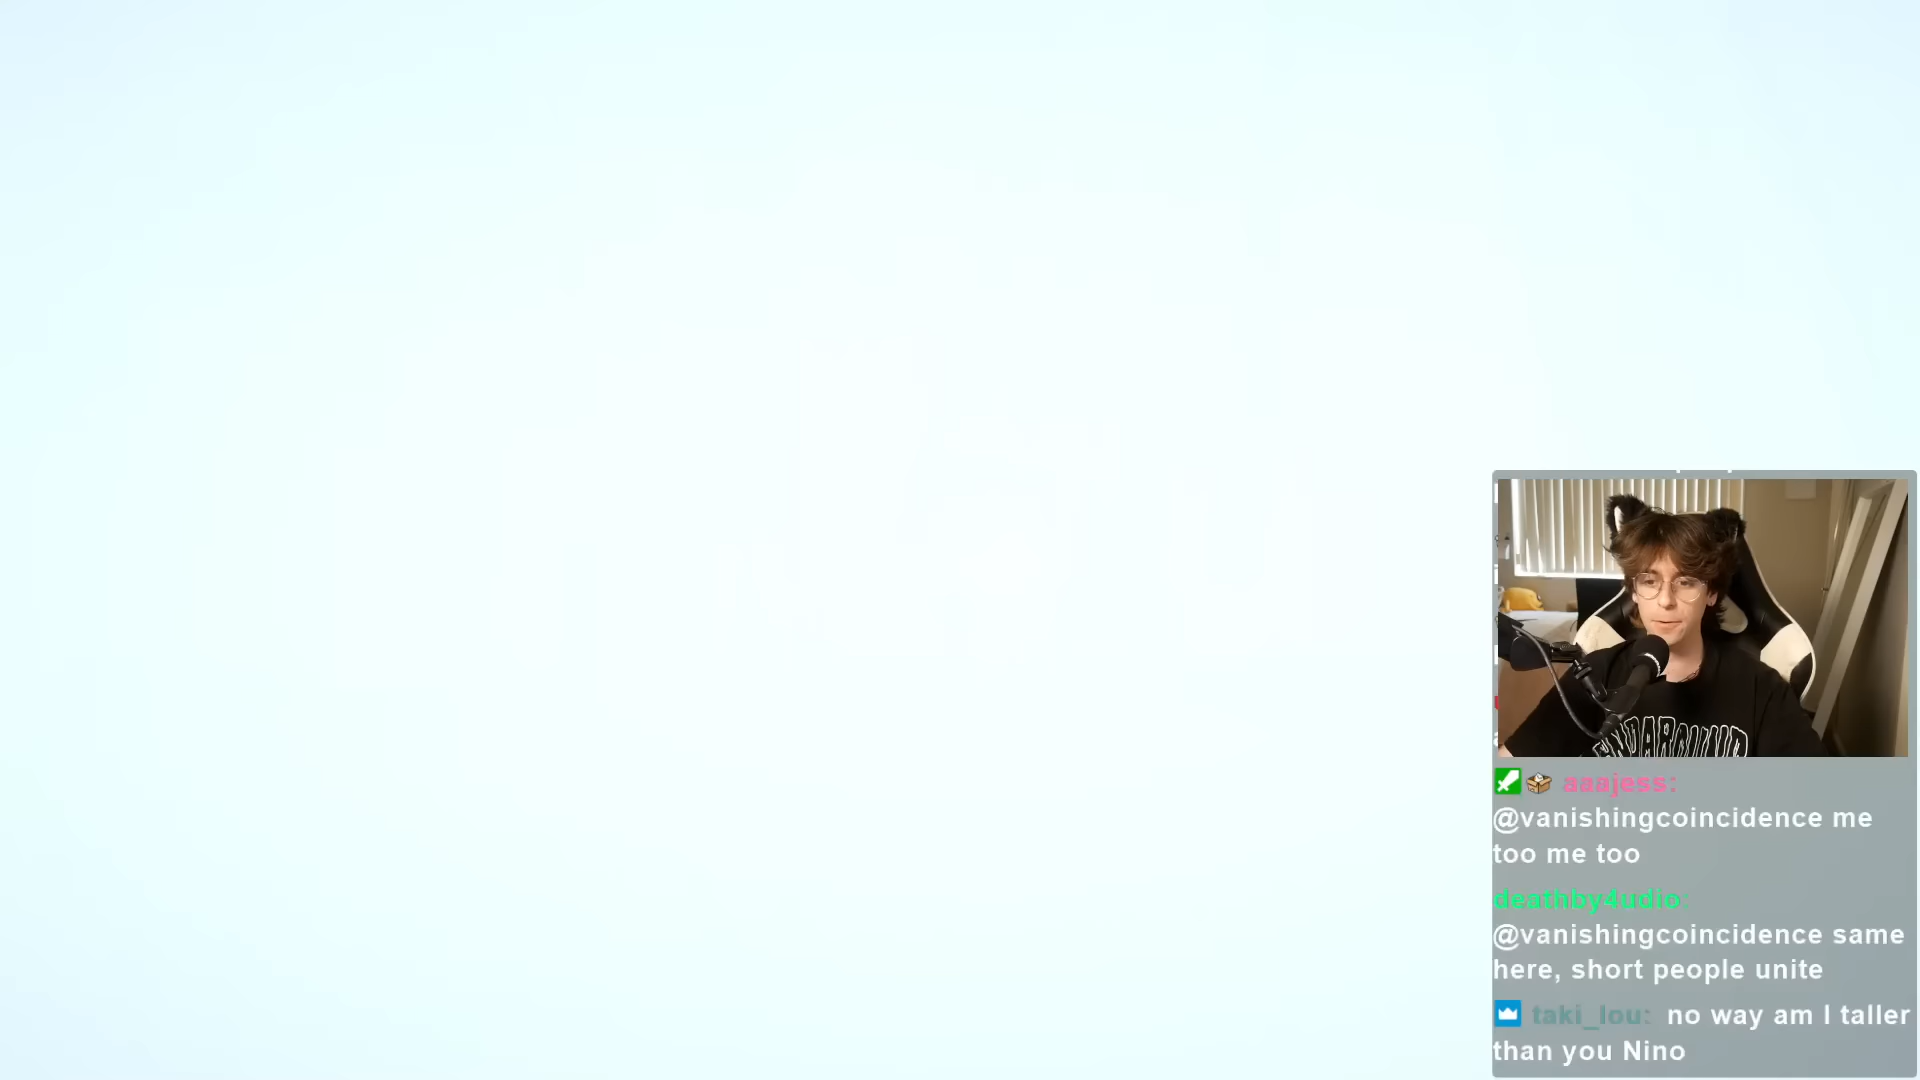 aaajess:
@vanishingcoincidence me
too me too
deathby4udio:
@vanishingcoincidence same
here, short people unite
taki_lou: no way am I taller
than you Nino